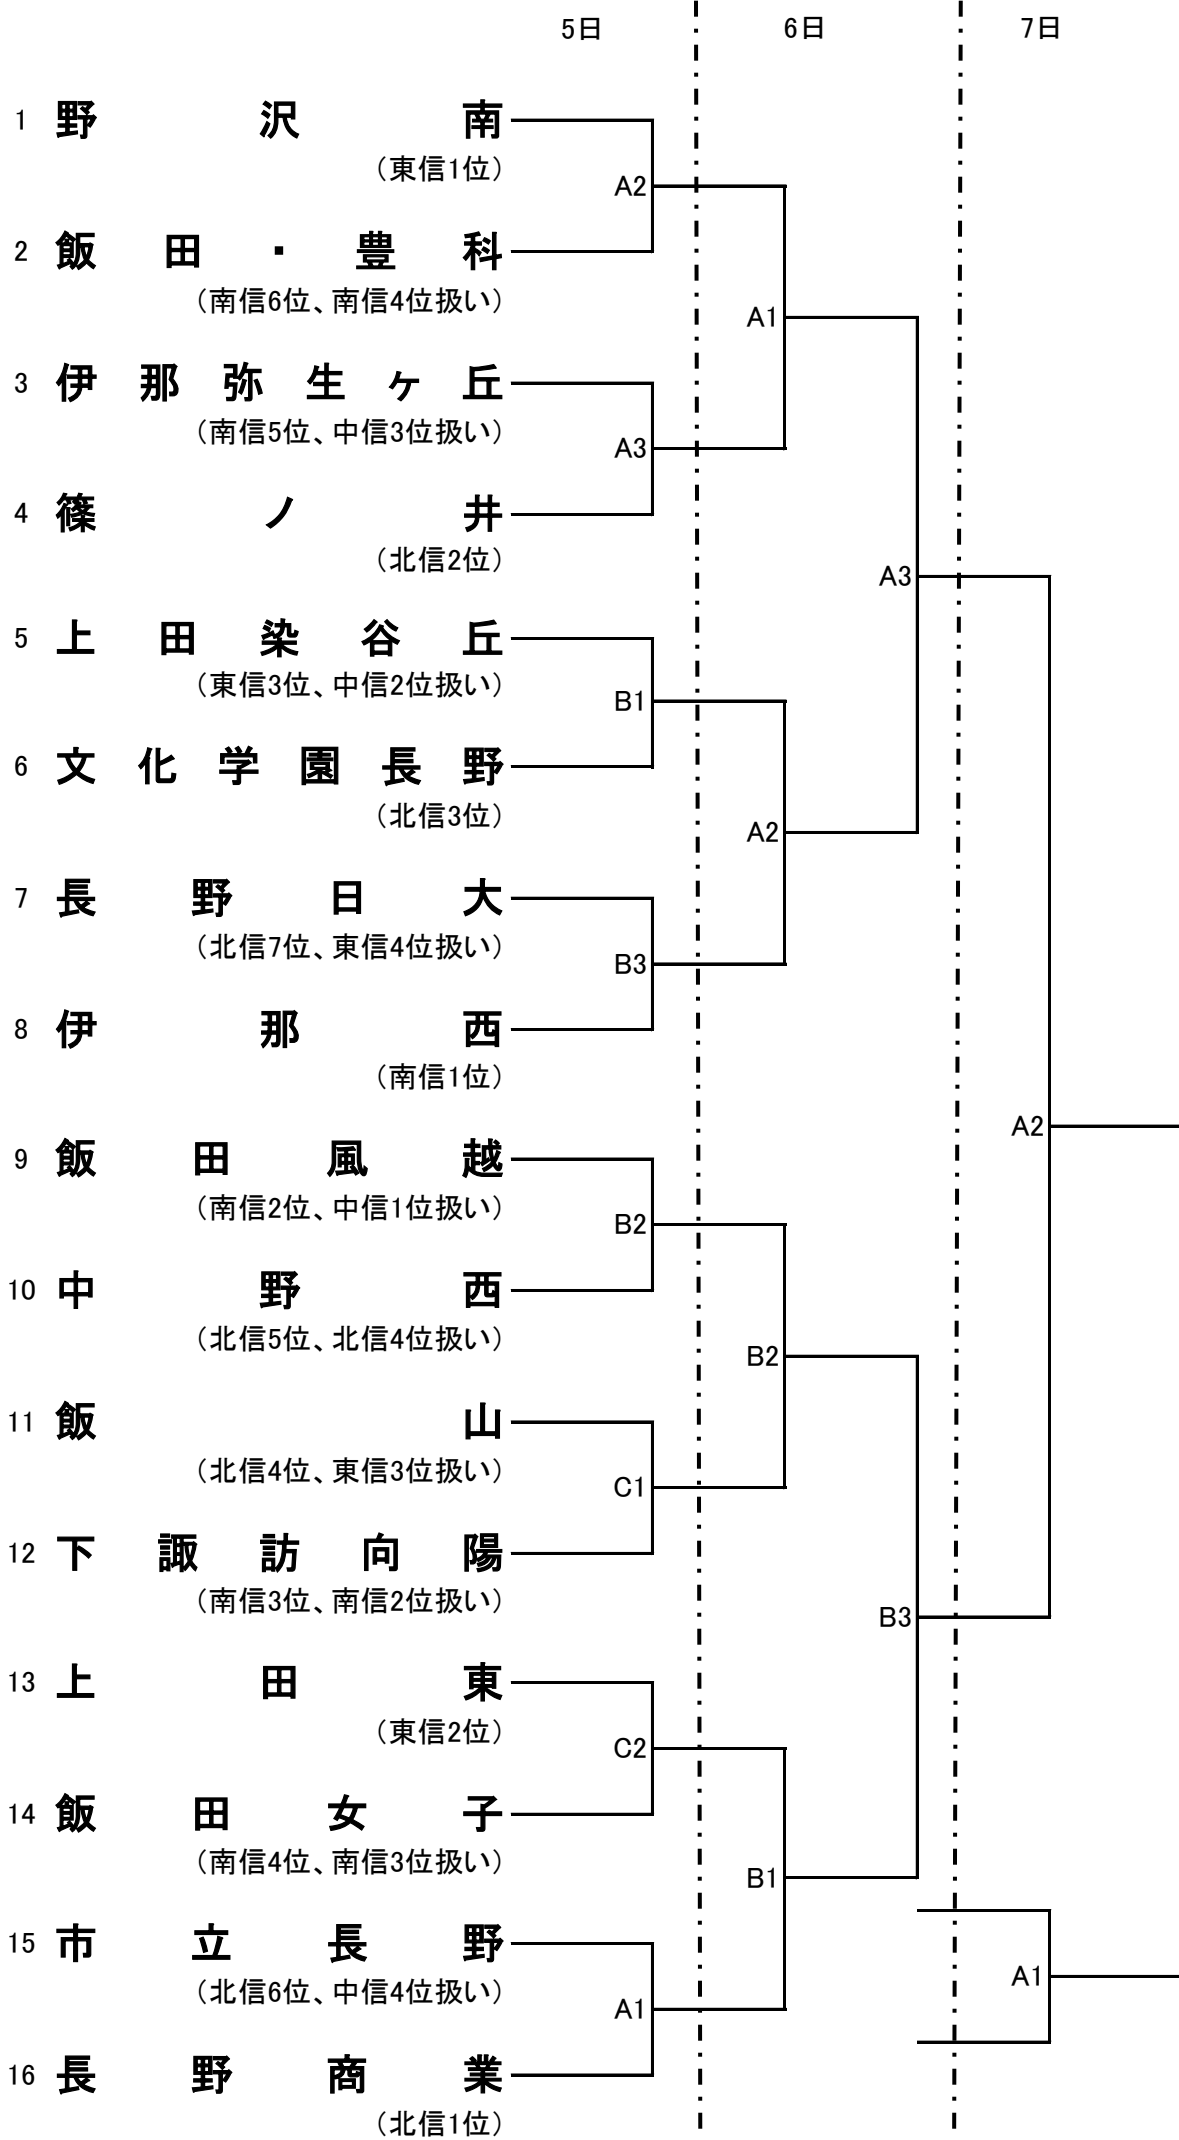 5日 6日 7日
1 野沢南
（東信1位）
A2
2 飯田・豊科
（南信6位、南信4位扱い）
A1
3 伊那弥生ヶ丘
（南信5位、中信3位扱い）
A3
4 篠ノ井
（北信2位）
A3
5 上田染谷丘
（東信3位、中信2位扱い）
B1
6 文化学園長野
（北信3位）
A2
7 長野日大
（北信7位、東信4位扱い）
B3
8 伊那西
（南信1位）
A2
9 飯田風越
（南信2位、中信1位扱い）
B2
10 中野西
（北信5位、北信4位扱い）
B2
11 飯山
（北信4位、東信3位扱い）
C1
12 下諏訪向陽
（南信3位、南信2位扱い）
B3
13 上田東
（東信2位）
C2
14 飯田女子
（南信4位、南信3位扱い）
B1
15 市立長野
（北信6位、中信4位扱い）
A1
A1
16 長野商業
（北信1位）